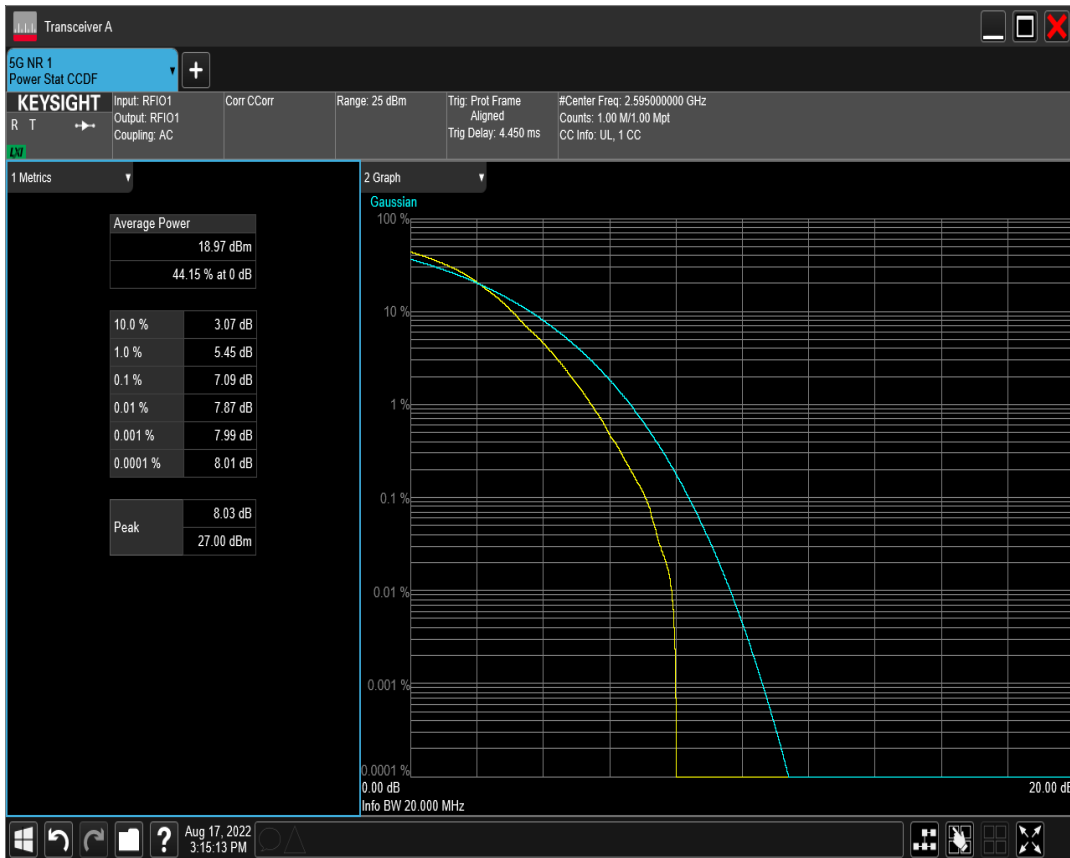 Transceiver A
5G NR 1
Power Stat CCDF
KEYSIGHT
R T
LXI
Input: RFIO1
Output: RFIO1
Coupling: AC
Corr CCorr
Range: 25 dBm
Trig: Prot Frame
Aligned
Trig Delay: 4.450 ms
#Center Freq: 2.595000000 GHz
Counts: 1.00 M/1.00 Mpt
CC Info: UL, 1 CC
1 Metrics
Average Power
18.97 dBm
44.15 % at 0 dB
10.0 % 3.07 dB
1.0 % 5.45 dB
0.1 % 7.09 dB
0.01 % 7.87 dB
0.001 % 7.99 dB
0.0001 % 8.01 dB
Peak
8.03 dB
27.00 dBm
2 Graph
Gaussian
100 %
10 %
1 %
0.1 %
0.01 %
0.001 %
0.0001 %
0.00 dB 20.00 dB
Info BW 20.000 MHz
?
Aug 17, 2022
3:15:13 PM